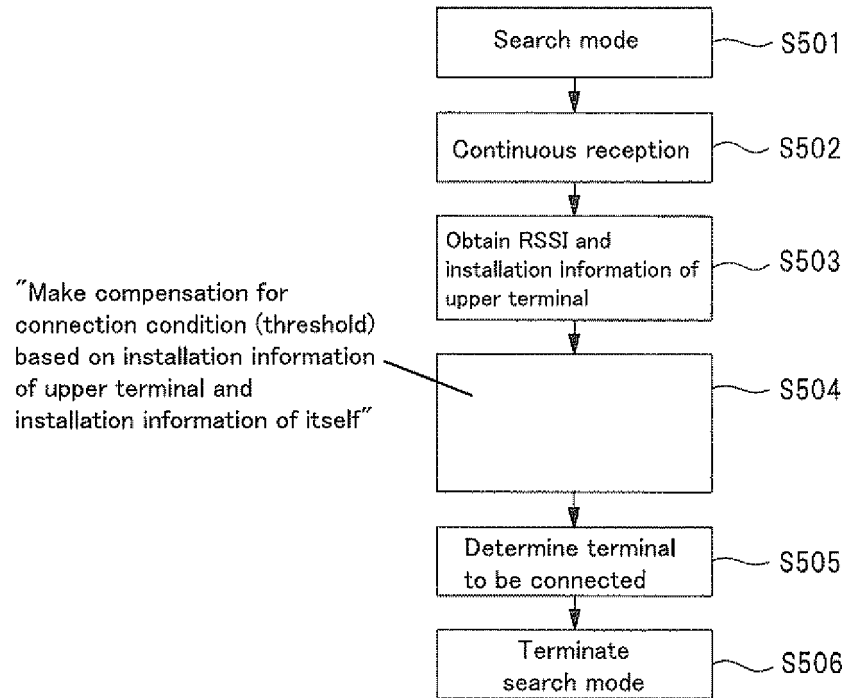 Search mode
S501
Continuous reception
S502
Obtain RSSI and
installation information of
upper terminal
S503
"Make compensation for
connection condition (threshold)
based on installation information
of upper terminal and
installation information of itself"
S504
Determine terminal
to be connected
S505
Terminate
search mode
S506